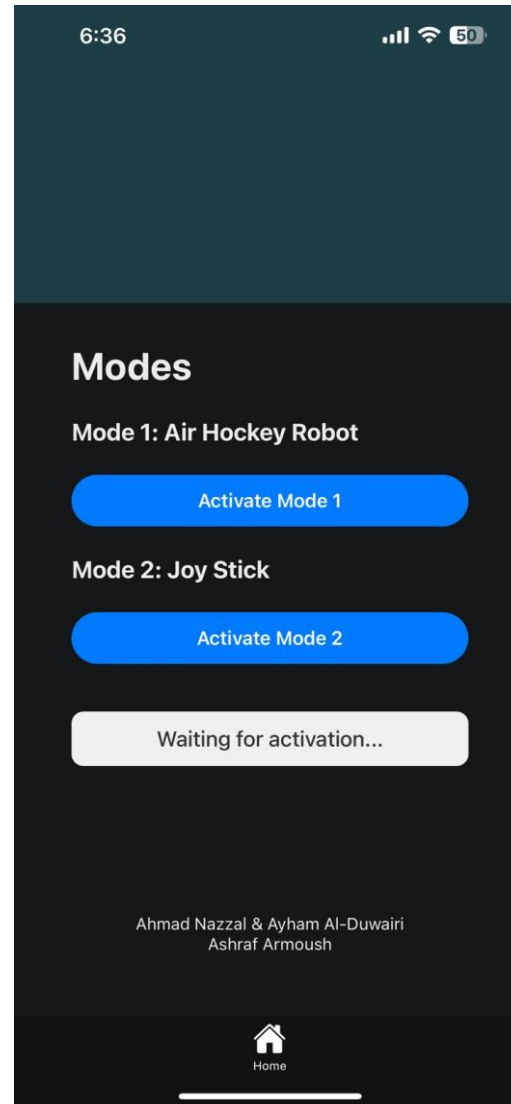 6:36
50
Modes
Mode 1: Air Hockey Robot
Activate Mode 1
Mode 2: Joy Stick
Activate Mode 2
Waiting for activation...
Ahmad Nazzal & Ayham Al-Duwairi
Ashraf Armoush
Home